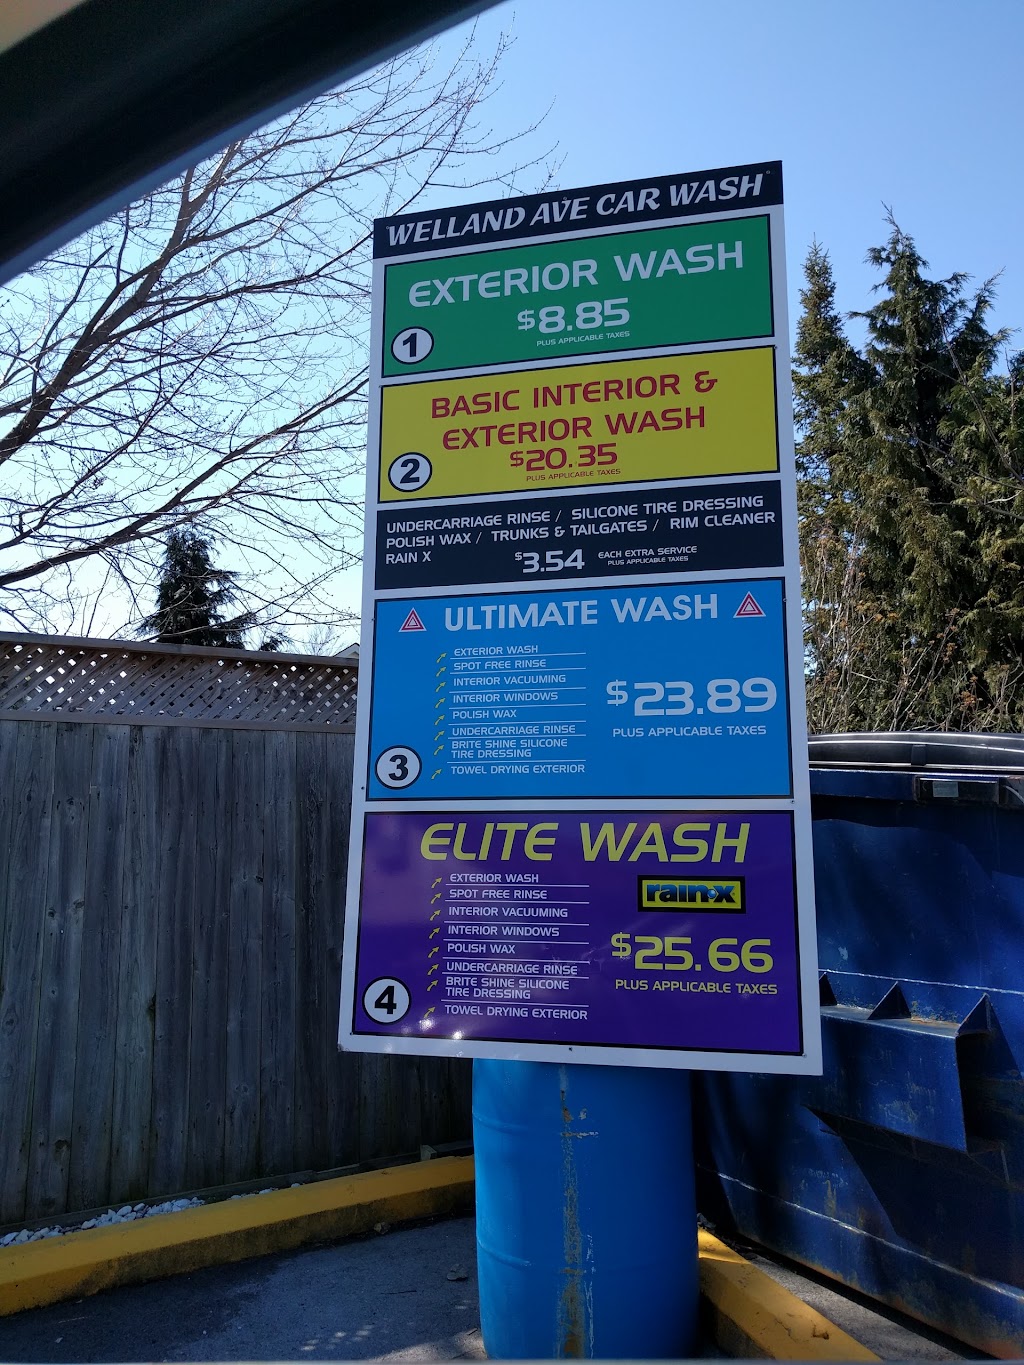 WELLAND AVE CAR WASH
EXTERIOR WASH
$8.85
PLUS APPLICABLE TAXES
1
BASIC INTERIOR &
EXTERIOR WASH
$20.35
PLUS APPLICABLE TAXES
2
UNDERCARRIAGE RINSE / SILICONE TIRE DRESSING
POLISH WAX / TRUNKS & TAILGATES / RIM CLEANER
RAIN X
$3.54
EACH EXTRA SERVICE
PLUS APPLICABLE TAXES
ULTIMATE WASH
EXTERIOR WASH
SPOT FREE RINSE
INTERIOR VACUUMING
INTERIOR WINDOWS
POLISH WAX
UNDERCARRIAGE RINSE
BRITE SHINE SILICONE
TIRE DRESSING
TOWEL DRYING EXTERIOR
$23.89
PLUS APPLICABLE TAXES
3
ELITE WASH
EXTERIOR WASH
SPOT FREE RINSE
INTERIOR VACUUMING
INTERIOR WINDOWS
POLISH WAX
UNDERCARRIAGE RINSE
BRITE SHINE SILICONE
TIRE DRESSING
TOWEL DRYING EXTERIOR
rain-x
$25.66
PLUS APPLICABLE TAXES
4